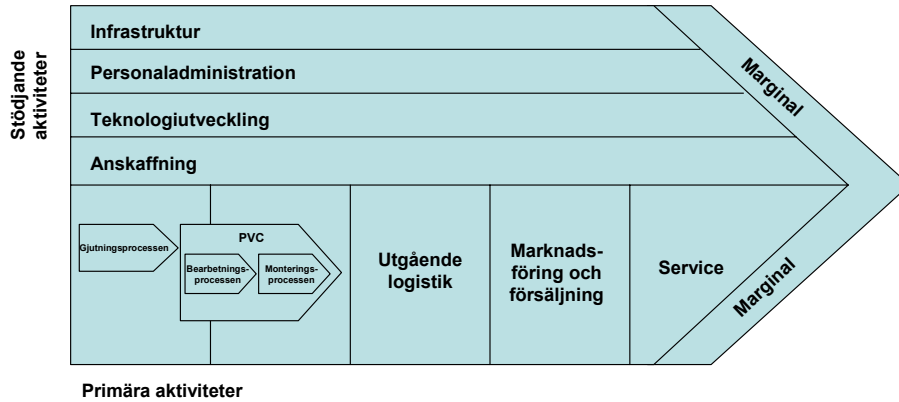 Stödjande
aktiviteter
Infrastruktur
Personaladministration
Teknologiutveckling
Anskaffning
Marginal
Gjutningsprocessen
PVC
Bearbetnings-
processen
Monterings-
processen
Utgående
logistik
Marknads-
föring och
försäljning
Service
Marginal
Primära aktiviteter